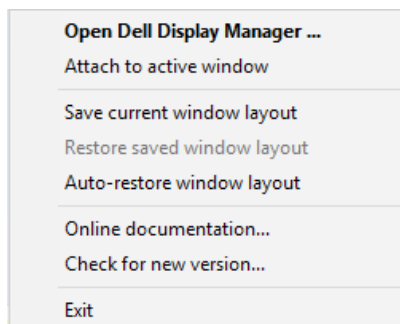 Open Dell Display Manager ...
Attach to active window
Save current window layout
Restore saved window layout
Auto-restore window layout
Online documentation...
Check for new version...
Exit